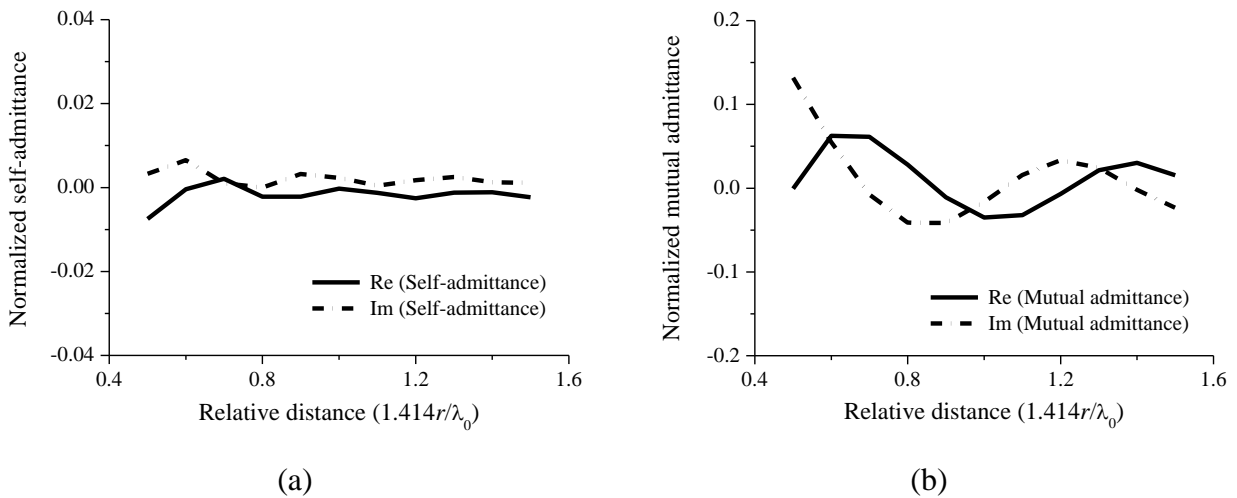 Normalized self-admittance
0.04
0.02
0.00
-0.02
-0.04
Re (Self-admittance)
Im (Self-admittance)
0.4 0.8 1.2 1.6
Relative distance (1.414r/λ₀)
(a)
Normalized mutual admittance
0.2
0.1
0.0
-0.1
-0.2
Re (Mutual admittance)
Im (Mutual admittance)
0.4 0.8 1.2 1.6
Relative distance (1.414r/λ₀)
(b)